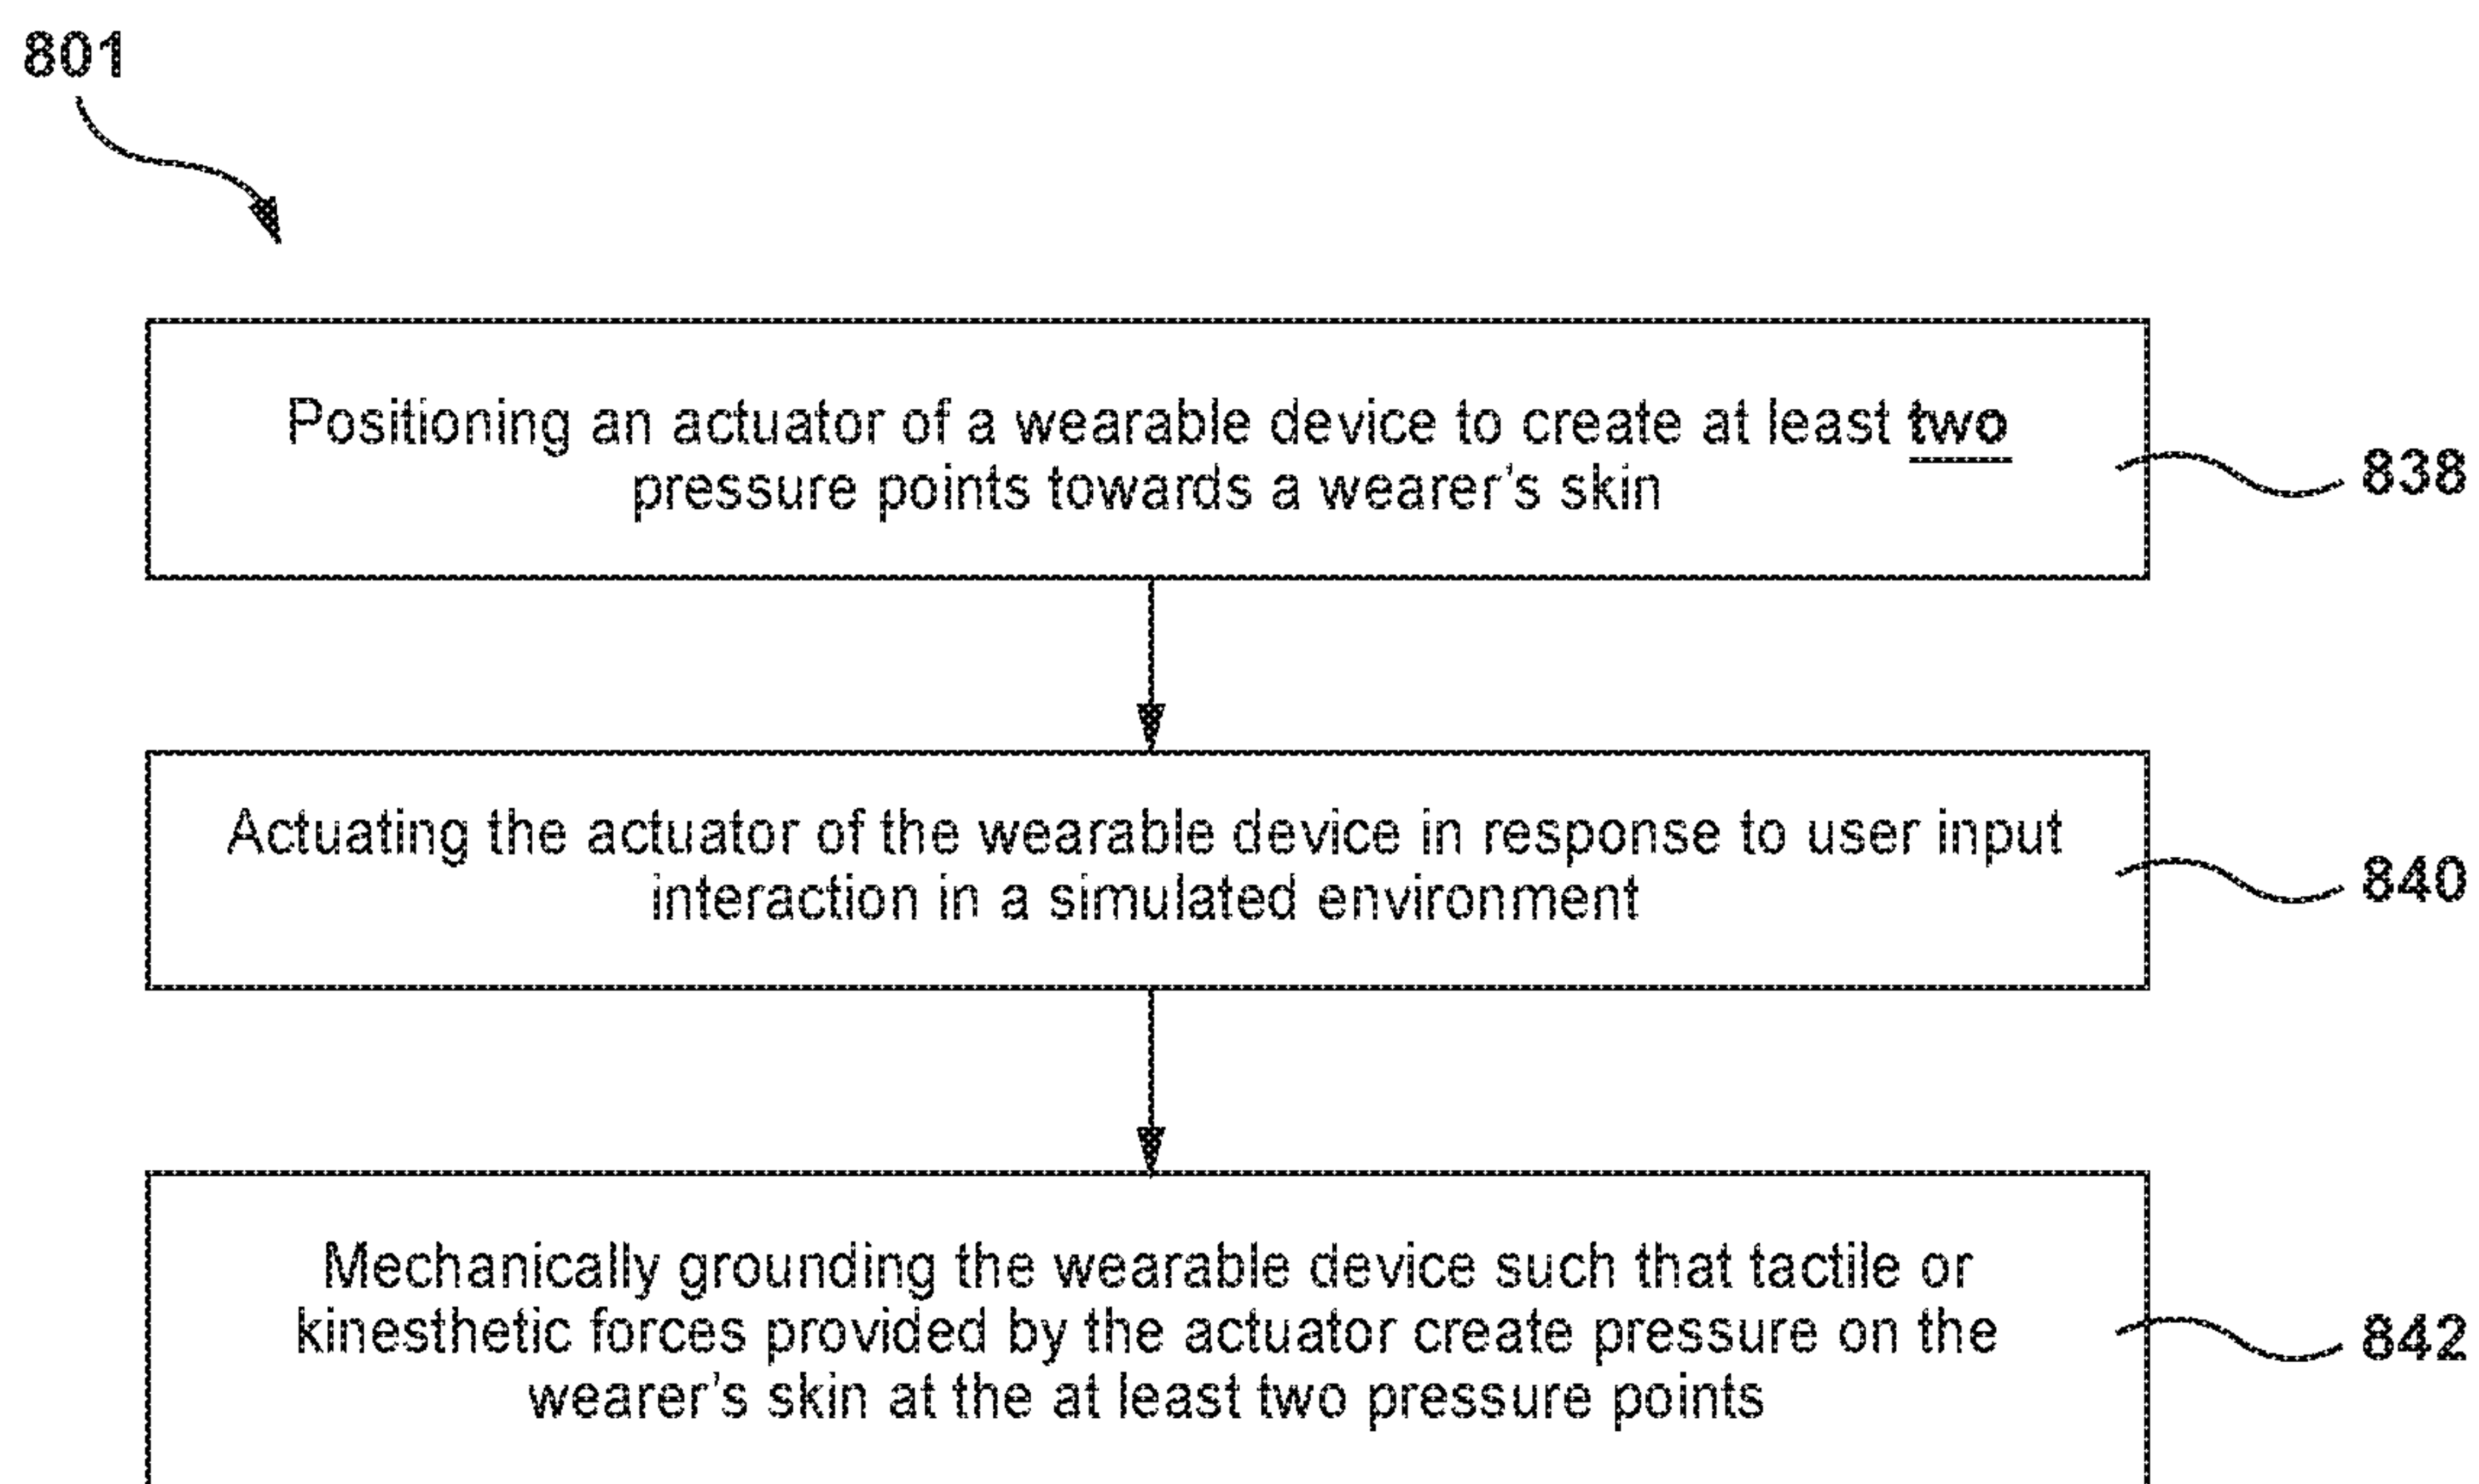 801
Positioning an actuator of a wearable device to create at least two
pressure points towards a wearer's skin
838
Actuating the actuator of the wearable device in response to user input
interaction in a simulated environment
840
Mechanically grounding the wearable device such that tactile or
kinesthetic forces provided by the actuator create pressure on the
wearer's skin at the at least two pressure points
842